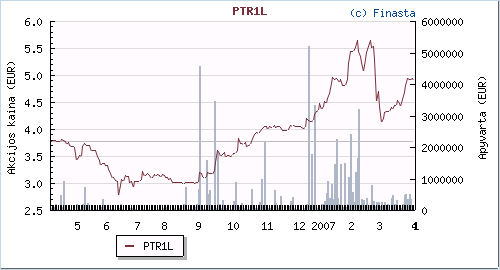 PTR1L
(c) Finasta
Akcijos kaina (EUR)
6.0
5.5
5.0
4.5
4.0
3.5
3.0
2.5
6000000
5000000
4000000
3000000
2000000
1000000
0
Apyvarta (EUR)
5 6 7 8 9 10 11 12 2007 2 3 4
PTR1L